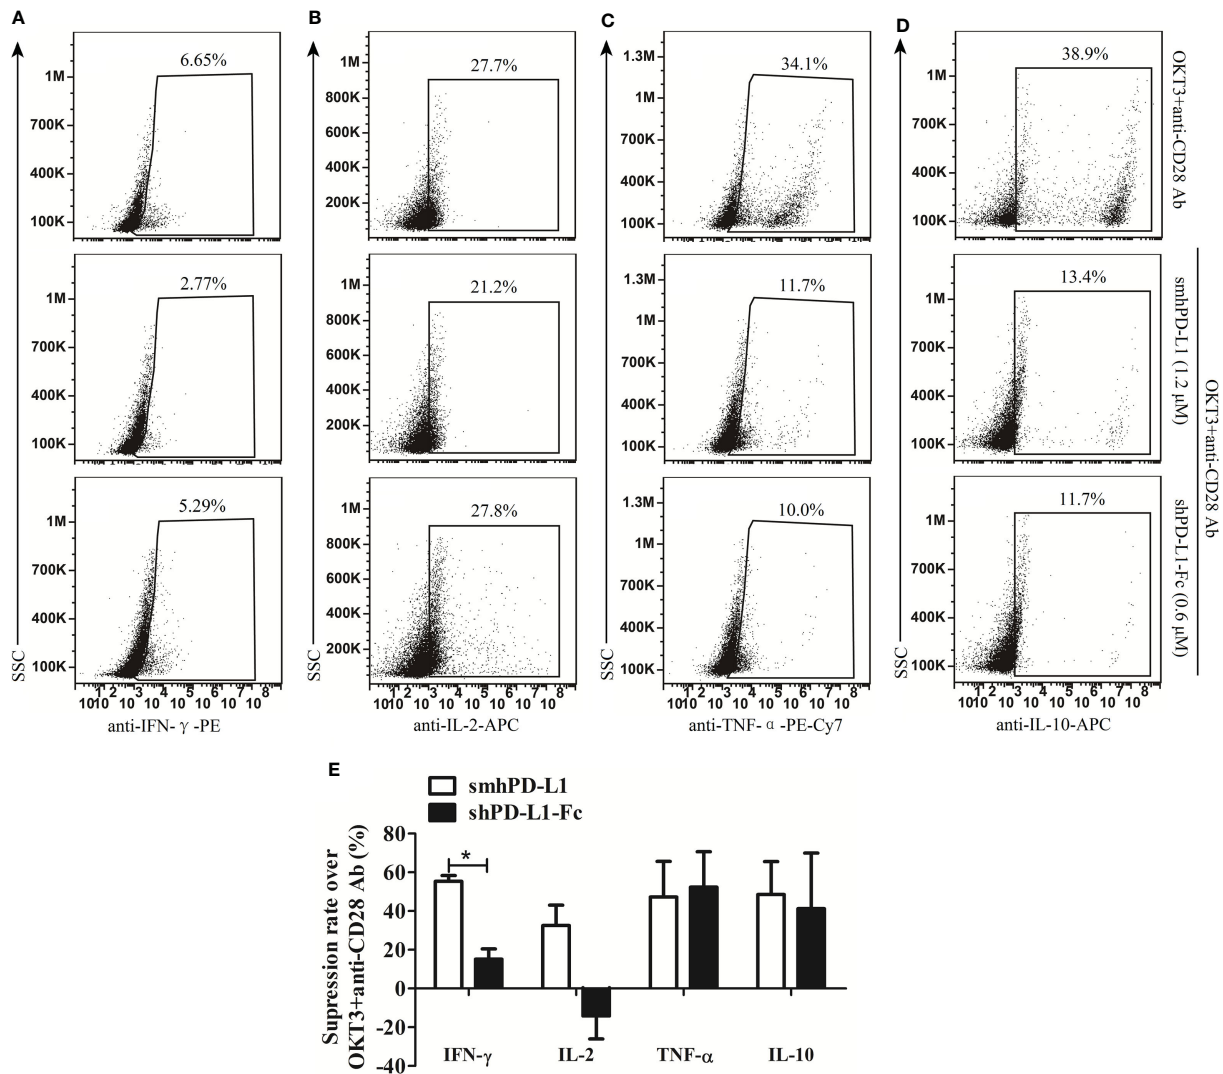 A
B
C
D
6.65%
27.7%
34.1%
38.9%
1M
700K
400K
100K
1M
800K
600K
400K
200K
1.3M
1M
700K
400K
100K
1M
700K
400K
100K
OKT3+anti-CD28 Ab
2.77%
21.2%
11.7%
13.4%
1M
700K
400K
100K
1M
800K
600K
400K
200K
1.3M
1M
700K
400K
100K
1M
700K
400K
100K
smhPD-L1 (1.2 μM)
OKT3+anti-CD28 Ab
5.29%
27.8%
10.0%
11.7%
1M
700K
400K
100K
1M
800K
600K
400K
200K
1.3M
1M
700K
400K
100K
1M
700K
400K
100K
shPD-L1-Fc (0.6 μM)
SSC
SSC
SSC
SSC
anti-IFN- γ -PE
anti-IL-2-APC
anti-TNF- α -PE-Cy7
anti-IL-10-APC
E
smhPD-L1
shPD-L1-Fc
Supression rate over
OKT3+anti-CD28 Ab (%)
80
60
40
20
0
-20
-40
*
IFN-γ
IL-2
TNF-α
IL-10